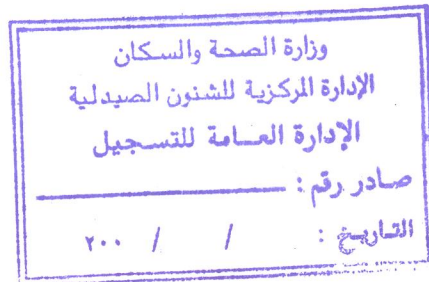 وزارة الصحة والسكان
الإدارة المركزية للشئون الصيدلية
الإدارة العامة للتسجيل
صادر رقم :
التاريخ : / / ٢٠٠